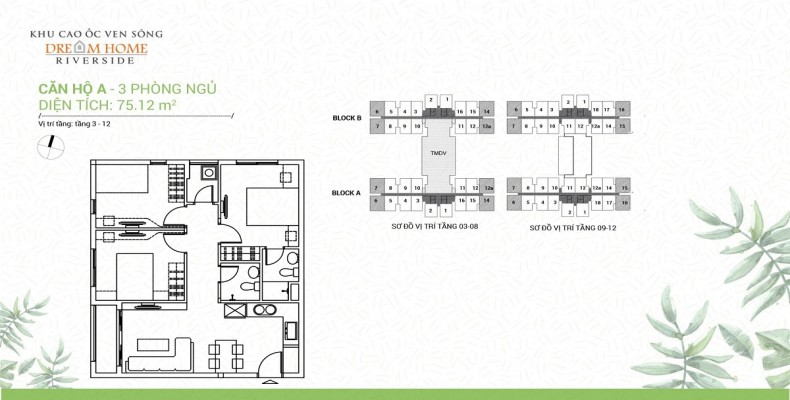 KHU CAO ỐC VEN SÔNG
DREAM HOME
RIVERSIDE
CĂN HỘ A - 3 PHÒNG NGỦ
DIỆN TÍCH: 75.12 m²
Vị trí tầng: tầng 3 - 12
BLOCK B
6 5 4 3 9 2 1 16 15 14
7 8 9 10 11 12 12a
TMDV
BLOCK A
7 8 9 10 11 12 12a
6 5 4 3 2 1 16 15 14
SƠ ĐỒ VỊ TRÍ TẦNG 03-08
6 5 4 3 2 1 18 17 16
7 8 9 10 11 12 12a 14 15
7 8 9 10 11 12 12a 14 15
6 5 4 3 2 1 18 17 16
SƠ ĐỒ VỊ TRÍ TẦNG 09-12